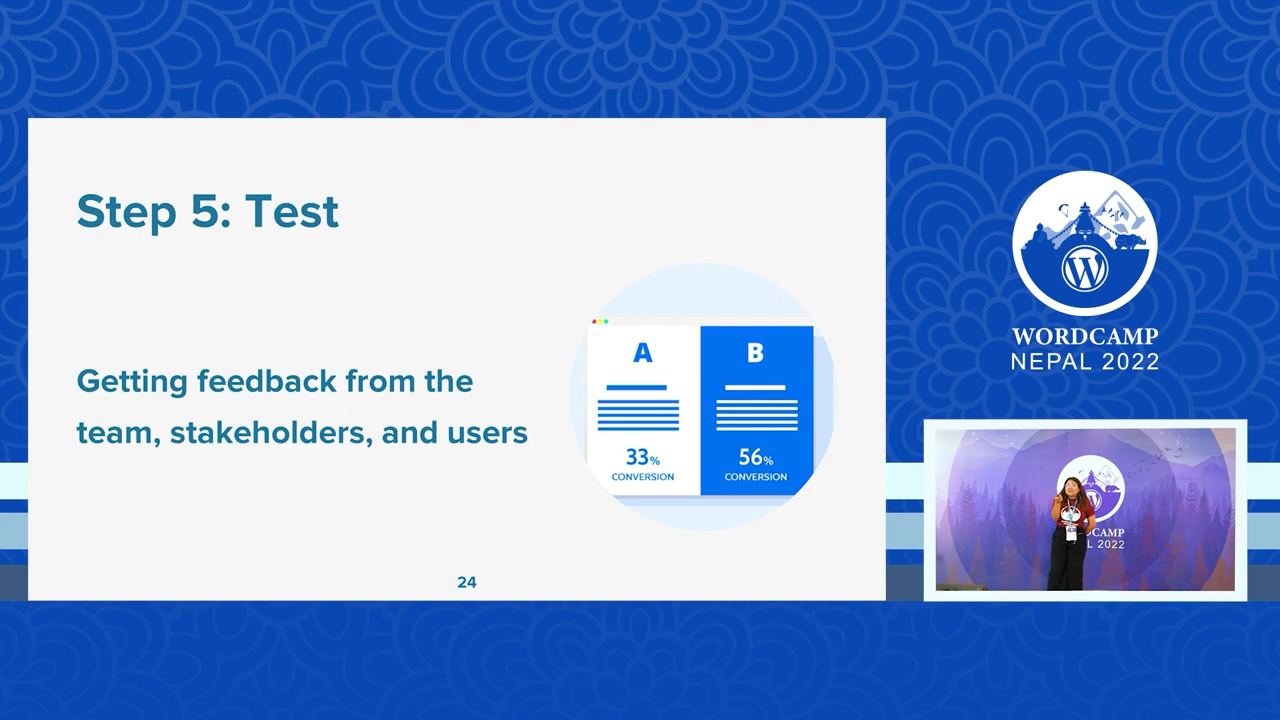 Step 5: Test
Getting feedback from the
team, stakeholders, and users
A
B
33%
CONVERSION
56%
CONVERSION
24
WORDCAMP
NEPAL 2022
L 2022